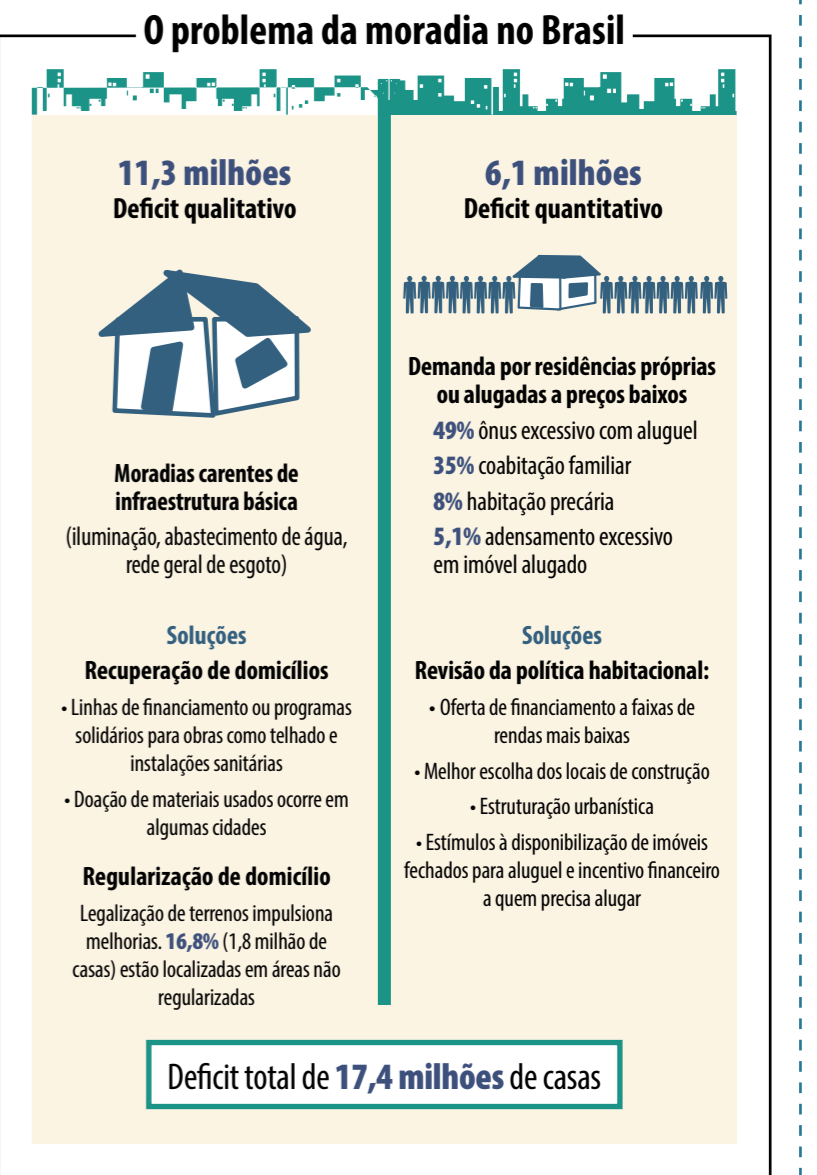 O problema da moradia no Brasil
11,3 milhões
Deficit qualitativo
Moradias carentes de
infraestrutura básica
(iluminação, abastecimento de água,
rede geral de esgoto)
Soluções
Recuperação de domicílios
• Linhas de financiamento ou programas
solidários para obras como telhado e
instalações sanitárias
• Doação de materiais usados ocorre em
algumas cidades
Regularização de domicílio
Legalização de terrenos impulsiona
melhorias. 16,8% (1,8 milhão de
casas) estão localizadas em áreas não
regularizadas
6,1 milhões
Deficit quantitativo
Demanda por residências próprias
ou alugadas a preços baixos
49% ônus excessivo com aluguel
35% coabitação familiar
8% habitação precária
5,1% adensamento excessivo
em imóvel alugado
Soluções
Revisão da política habitacional:
• Oferta de financiamento a faixas de
rendas mais baixas
• Melhor escolha dos locais de construção
• Estruturação urbanística
• Estímulos à disponibilização de imóveis
fechados para aluguel e incentivo financeiro
a quem precisa alugar
Deficit total de 17,4 milhões de casas